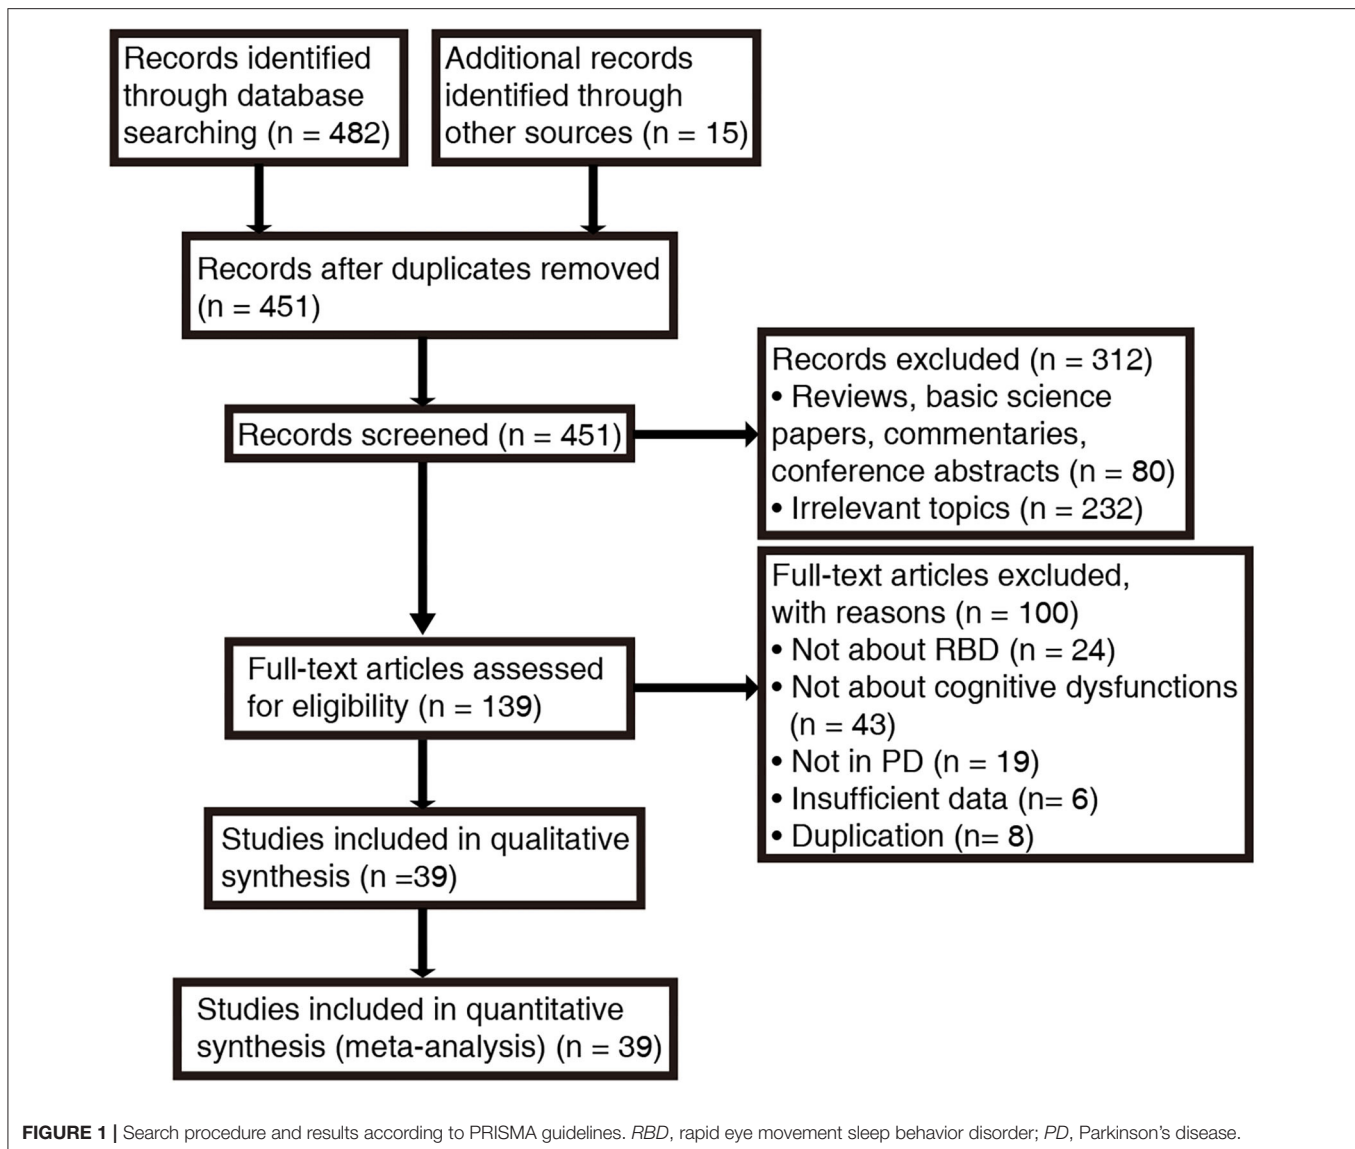 Records identified
through database
searching (n = 482)
Additional records
identified through
other sources (n = 15)
Records after duplicates removed
(n = 451)
Records screened (n = 451)
Records excluded (n = 312)
• Reviews, basic science
papers, commentaries,
conference abstracts (n = 80)
• Irrelevant topics (n = 232)
Full-text articles assessed
for eligibility (n = 139)
Full-text articles excluded,
with reasons (n = 100)
• Not about RBD (n = 24)
• Not about cognitive dysfunctions
(n = 43)
• Not in PD (n = 19)
• Insufficient data (n= 6)
• Duplication (n= 8)
Studies included in qualitative
synthesis (n =39)
Studies included in quantitative
synthesis (meta-analysis) (n = 39)
FIGURE 1 | Search procedure and results according to PRISMA guidelines. RBD, rapid eye movement sleep behavior disorder; PD, Parkinson's disease.